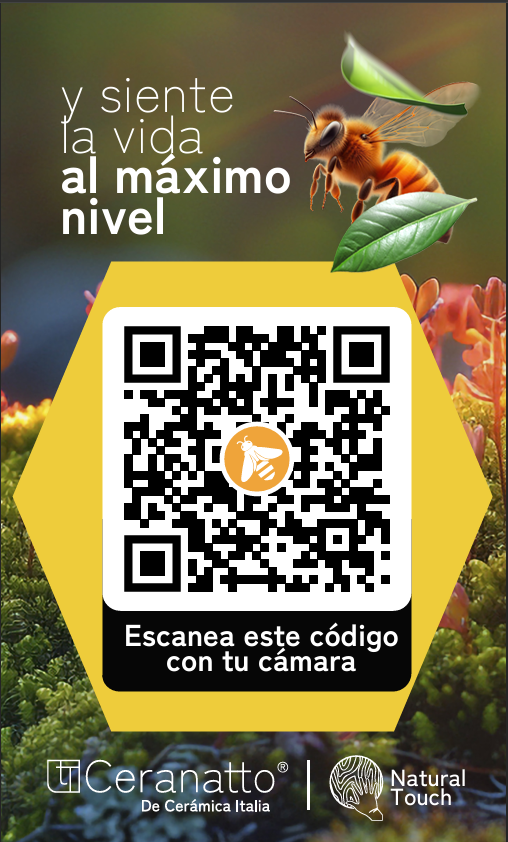 y siente
la vida
al máximo
nivel
Escanea este código
con tu cámara
Ceranatto®
De Cerámica Italia
Natural
Touch